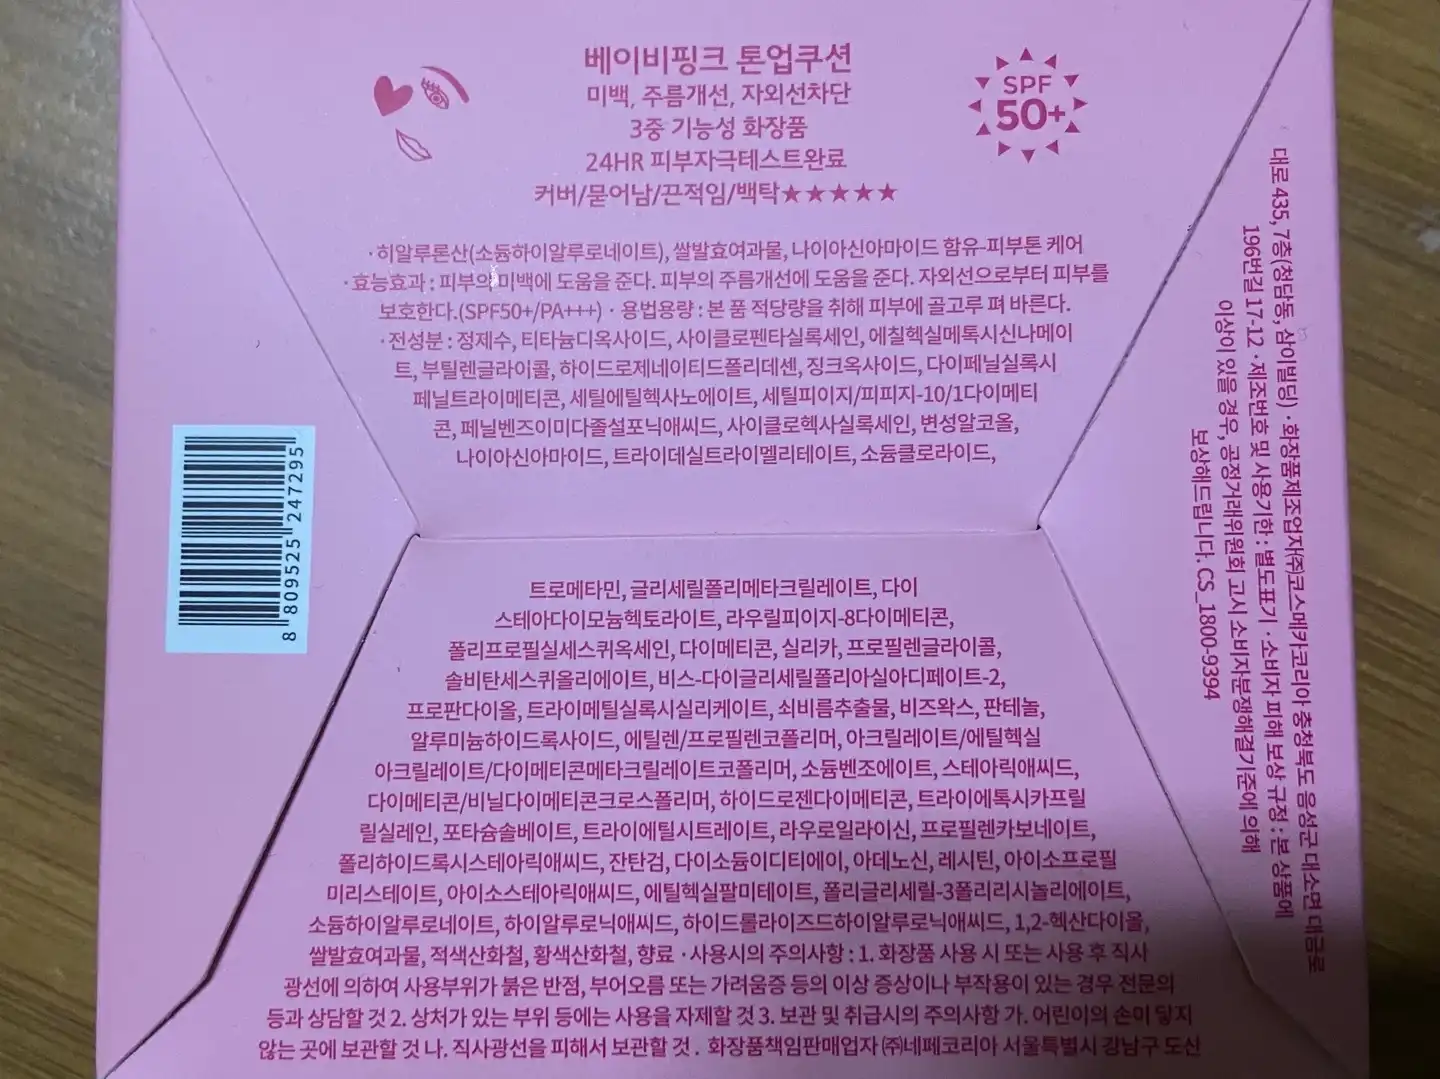 베이비핑크 톤업쿠션
미백, 주름개선, 자외선차단
3중 기능성 화장품
24HR 피부자극테스트완료
커버/묻어남/끈적임/백탁★★★★★
SPF
50+
·히알루론산(소듐하이알루로네이트), 쌀발효여과물, 나이아신아마이드 함유-피부톤 케어
·효능효과 : 피부의 미백에 도움을 준다. 피부의 주름개선에 도움을 준다. 자외선으로부터 피부를
보호한다.(SPF50+/PA+++) · 용법용량 : 본 품 적당량을 취해 피부에 골고루 펴 바른다.
·전성분 : 정제수, 티타늄디옥사이드, 사이클로펜타실록세인, 에칠헥실메톡시신나메이
트, 부틸렌글라이콜, 하이드로제네이티드폴리데센, 징크옥사이드, 다이페닐실록시
페닐트라이메티콘, 세틸에틸헥사노에이트, 세틸피이지/피피지-10/1다이메티
콘, 페닐벤즈이미다졸설포닉애씨드, 사이클로헥사실록세인, 변성알코올,
나이아신아마이드, 트라이데실트라이멜리테이트, 소듐클로라이드,
트로메타민, 글리세릴폴리메타크릴레이트, 다이
스테아다이모늄헥토라이트, 라우릴피이지-8다이메티콘,
폴리프로필실세스퀴옥세인, 다이메티콘, 실리카, 프로필렌글라이콜,
솔비탄세스퀴올리에이트, 비스-다이글리세릴폴리아실아디페이트-2,
프로판다이올, 트라이메틸실록시실리케이트, 쇠비름추출물, 비즈왁스, 판테놀,
알루미늄하이드록사이드, 에틸렌/프로필렌코폴리머, 아크릴레이트/에틸헥실
아크릴레이트/다이메티콘메타크릴레이트코폴리머, 소듐벤조에이트, 스테아릭애씨드,
다이메티콘/비닐다이메티콘크로스폴리머, 하이드로젠다이메티콘, 트라이에톡시카프릴
릴실레인, 포타슘솔베이트, 트라이에틸시트레이트, 라우로일라이신, 프로필렌카보네이트,
폴리하이드록시스테아릭애씨드, 잔탄검, 다이소듐이디티에이, 아데노신, 레시틴, 아이소프로필
미리스테이트, 아이소스테아릭애씨드, 에틸헥실팔미테이트, 폴리글리세릴-3폴리리시놀리에이트,
소듐하이알루로네이트, 하이알루로닉애씨드, 하이드롤라이즈드하이알루로닉애씨드, 1,2-헥산다이올,
쌀발효여과물, 적색산화철, 황색산화철, 향료 ·사용시의 주의사항 : 1. 화장품 사용 시 또는 사용 후 직사
광선에 의하여 사용부위가 붉은 반점, 부어오름 또는 가려움증 등의 이상 증상이나 부작용이 있는 경우 전문의
등과 상담할 것 2. 상처가 있는 부위 등에는 사용을 자제할 것 3. 보관 및 취급시의 주의사항 가. 어린이의 손미 닿지
않는 곳에 보관할 것 나. 직사광선을 피해서 보관할 것 . 화장품책임판매업자 ㈜네페코리아 서울특별시 강남구 도산
대로 435, 7층(청담동, 삼이빌딩) · 화장품제조업자㈜코스메카코리아 충청북도 음성군 대소면 대금로
196번길 17-12 · 제조번호 및 사용기한 : 별도표기 · 소비자 피해 보상 규정 : 본 상품에
이상이 있을 경우, 공정거래위원회 고시 소비자분쟁해결기준에 의해
보상해드립니다. CS_1800-9394
8 809525 247295